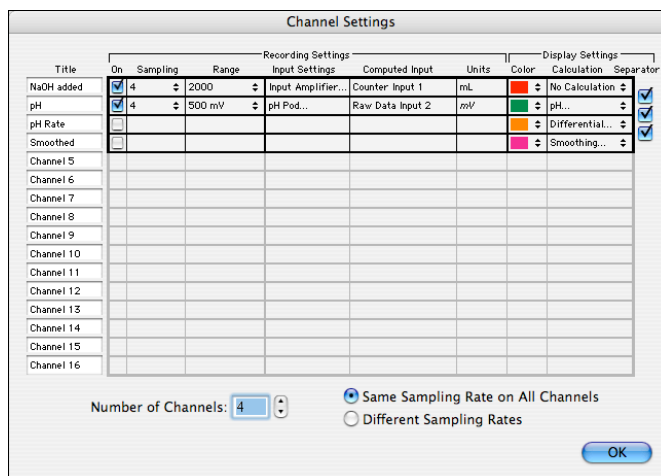 Channel Settings
Recording Settings Display Settings
Title On Sampling Range Input Settings Computed Input Units Color Calculation Separator
NaOH added 4 2000 Input Amplifier... Counter Input 1 mL No Calculation
pH 4 500 mV pH Pod... Raw Data Input 2 mV pH...
pH Rate Differential...
Smoothed Smoothing...
Channel 5
Channel 6
Channel 7
Channel 8
Channel 9
Channel 10
Channel 11
Channel 12
Channel 13
Channel 14
Channel 15
Channel 16
Number of Channels: 4 Same Sampling Rate on All Channels
Different Sampling Rates
OK